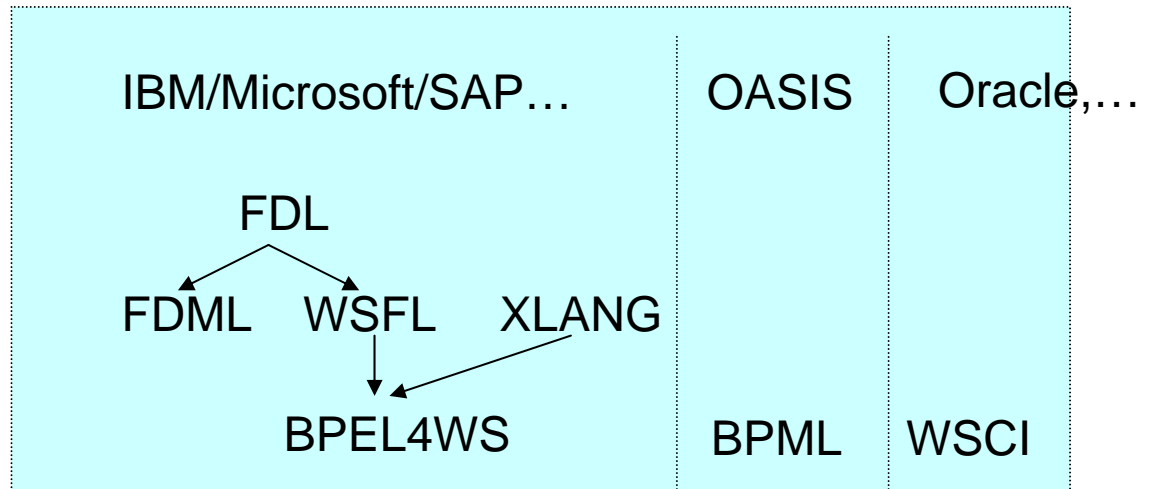 IBM/Microsoft/SAP… OASIS Oracle,…
FDL
FDML WSFL XLANG
BPEL4WS BPML WSCI